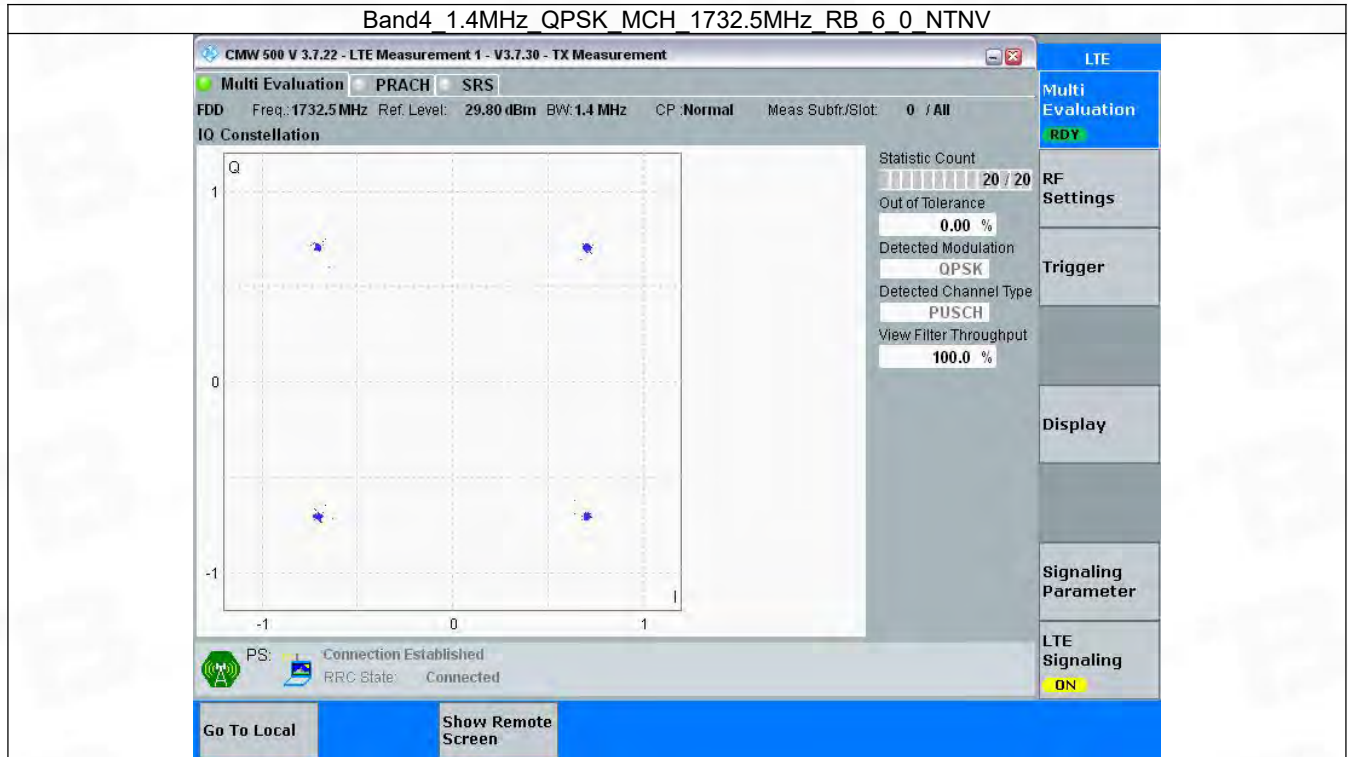 Band4_1.4MHz_QPSK_MCH_1732.5MHz_RB_6_0_NTNV
CMW 500 V 3.7.22 - LTE Measurement 1 - V3.7.30 - TX Measurement
LTE
Multi Evaluation PRACH SRS
FDD Freq.: 1732.5 MHz Ref. Level: 29.80 dBm BW: 1.4 MHz CP : Normal Meas Subfr./Slot: 0 / All
IQ Constellation
Q
1
0
-1
I
-1 0 1
Statistic Count
20 / 20
Out of Tolerance
0.00 %
Detected Modulation
QPSK
Detected Channel Type
PUSCH
View Filter Throughput
100.0 %
Multi
Evaluation
RDY
RF
Settings
Trigger
Display
Signaling
Parameter
LTE
Signaling
ON
PS: Connection Established
RRC State: Connected
Go To Local
Show Remote
Screen